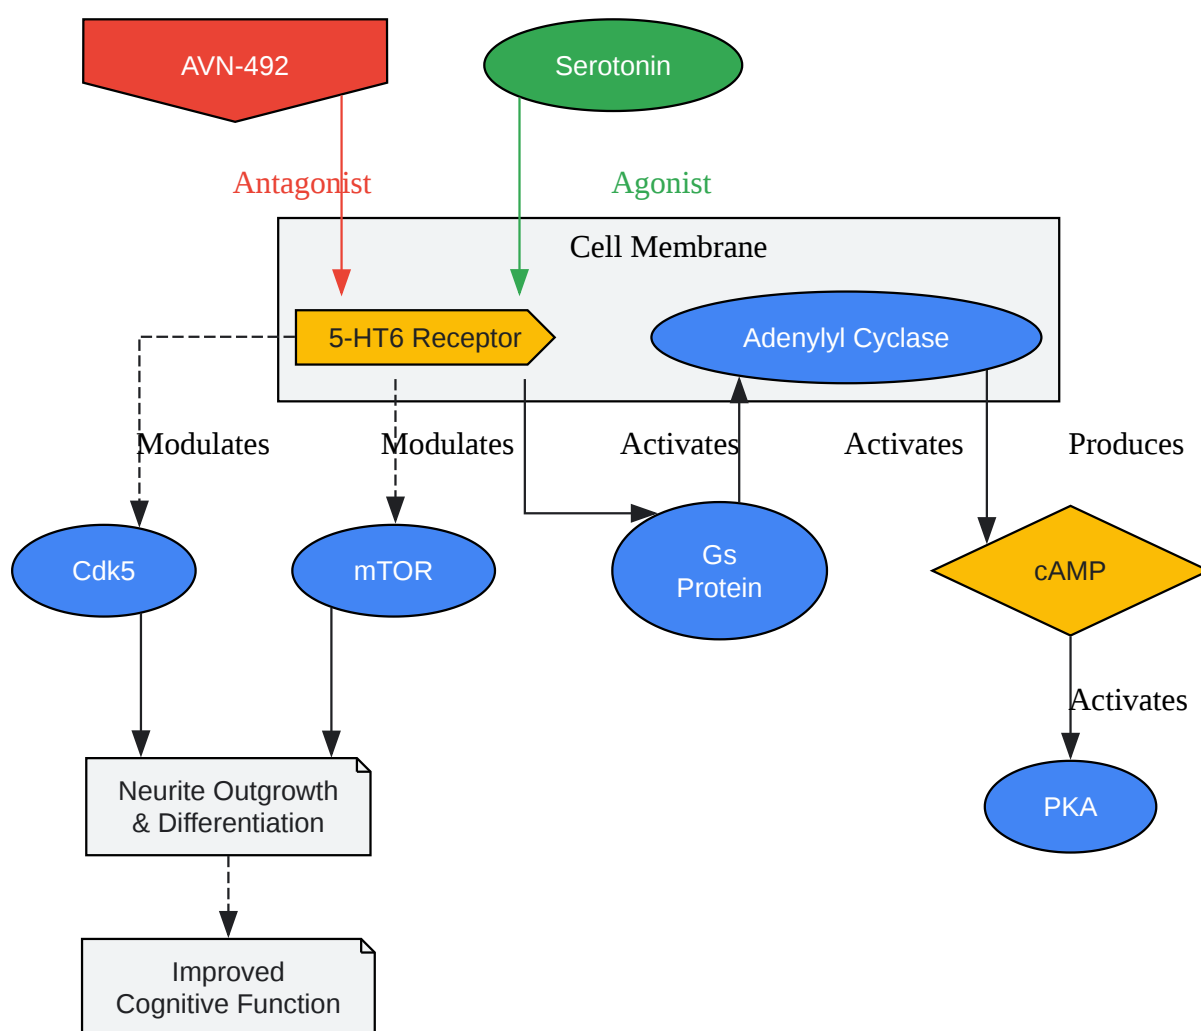 AVN-492
Serotonin
Antagonist
Agonist
Cell Membrane
5-HT6 Receptor
Adenylyl Cyclase
Modulates
Modulates
Activates
Activates
Produces
Cdk5
mTOR
Gs
Protein
cAMP
Activates
Neurite Outgrowth
& Differentiation
PKA
Improved
Cognitive Function